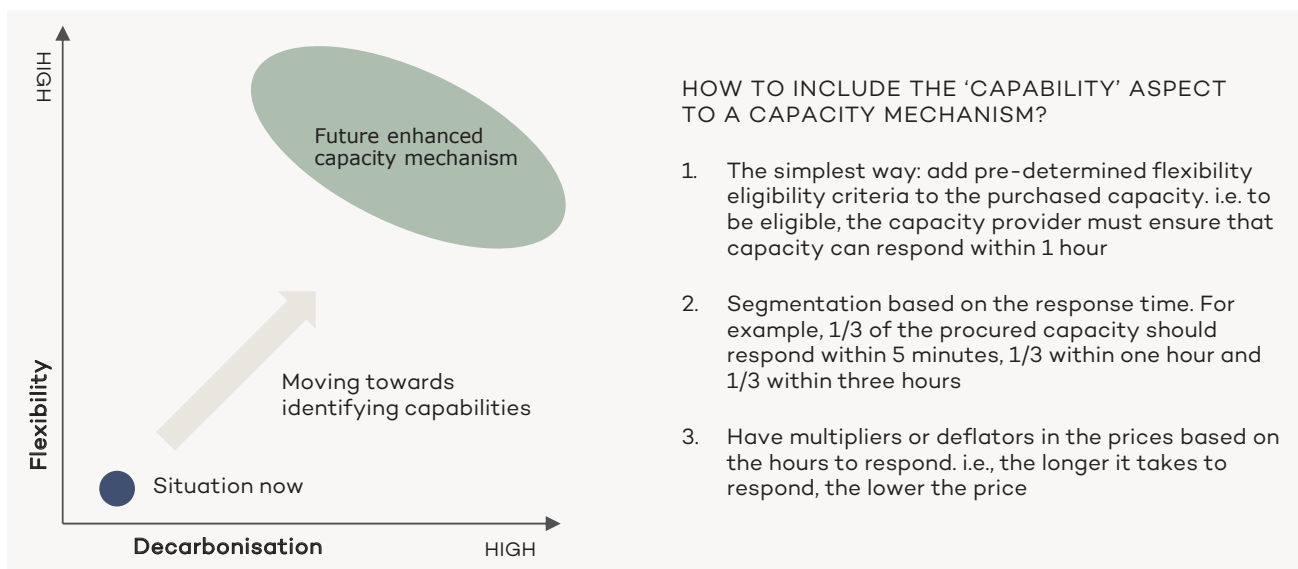 HIGH
Flexibility
Future enhanced
capacity mechanism
Moving towards
identifying capabilities
Situation now
Decarbonisation
HIGH
HOW TO INCLUDE THE ‘CAPABILITY’ ASPECT
TO A CAPACITY MECHANISM?
1. The simplest way: add pre-determined flexibility
eligibility criteria to the purchased capacity. i.e. to
be eligible, the capacity provider must ensure that
capacity can respond within 1 hour
2. Segmentation based on the response time. For
example, 1/3 of the procured capacity should
respond within 5 minutes, 1/3 within one hour and
1/3 within three hours
3. Have multipliers or deflators in the prices based on
the hours to respond. i.e., the longer it takes to
respond, the lower the price